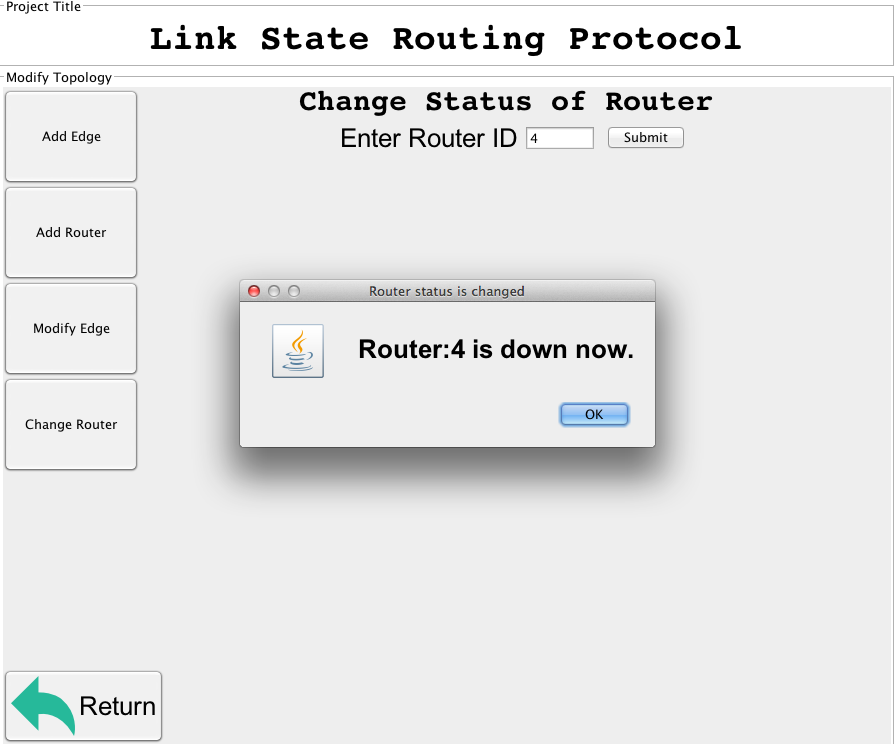 Project Title
Link State Routing Protocol
Modify Topology
Change Status of Router
Enter Router ID 4 Submit
Add Edge
Add Router
Modify Edge
Change Router
Router status is changed
Router:4 is down now.
OK
Return